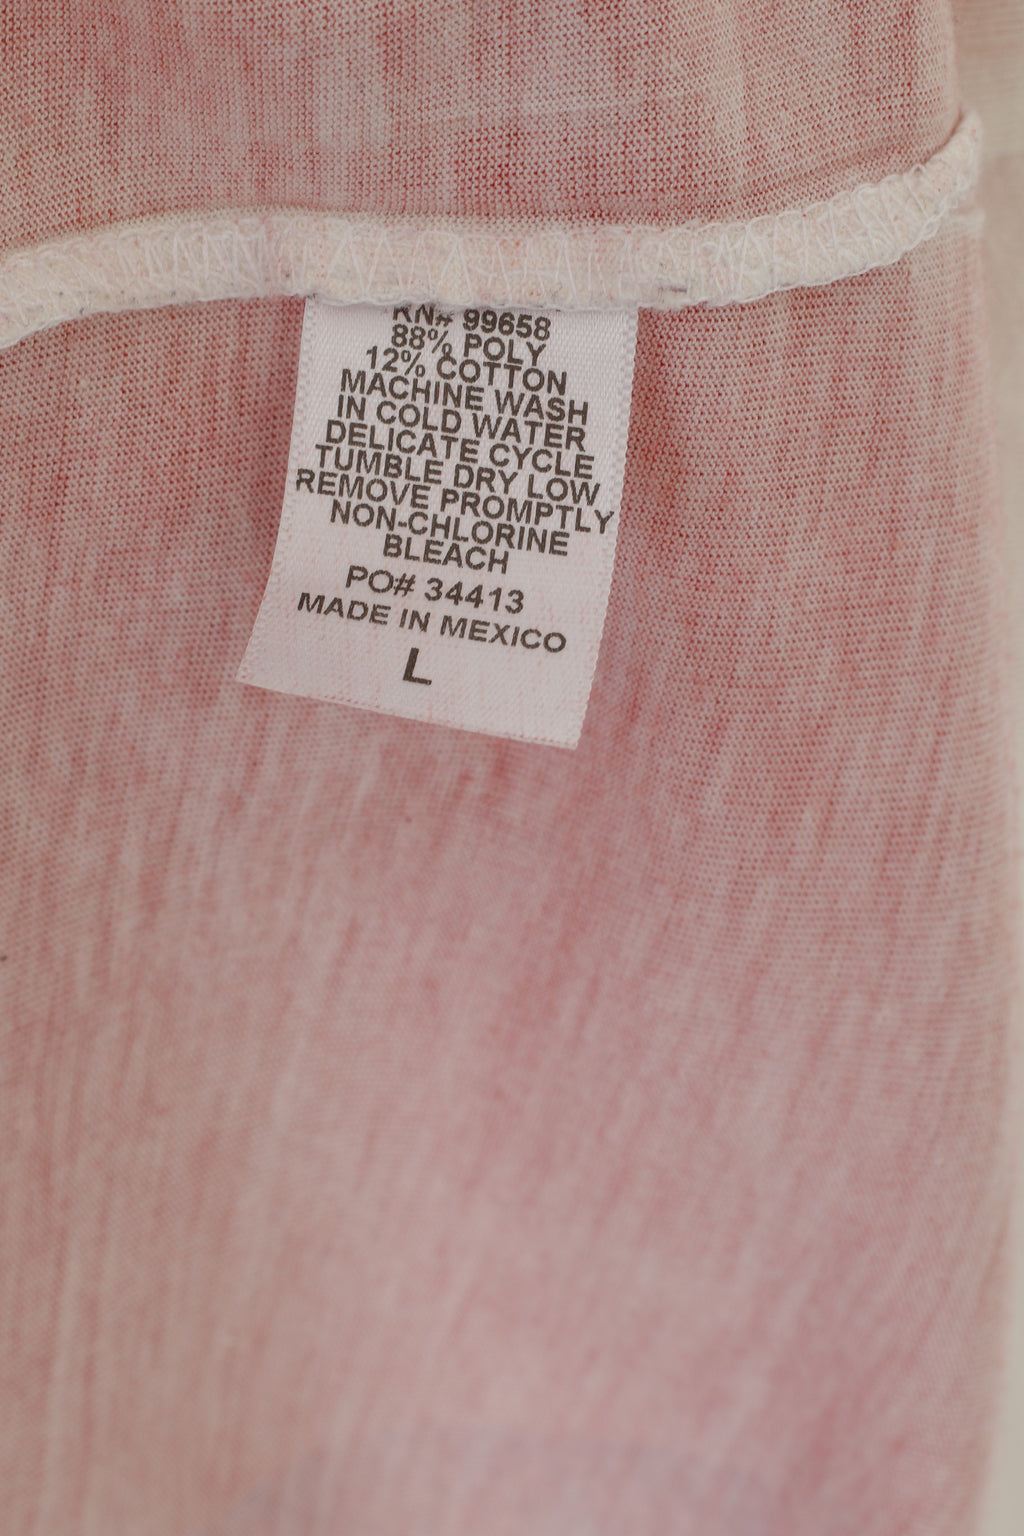 RN# 99658
88% POLY
12% COTTON
MACHINE WASH
IN COLD WATER
DELICATE CYCLE
TUMBLE DRY LOW
REMOVE PROMPTLY
NON-CHLORINE
BLEACH
PO# 34413
MADE IN MEXICO
L